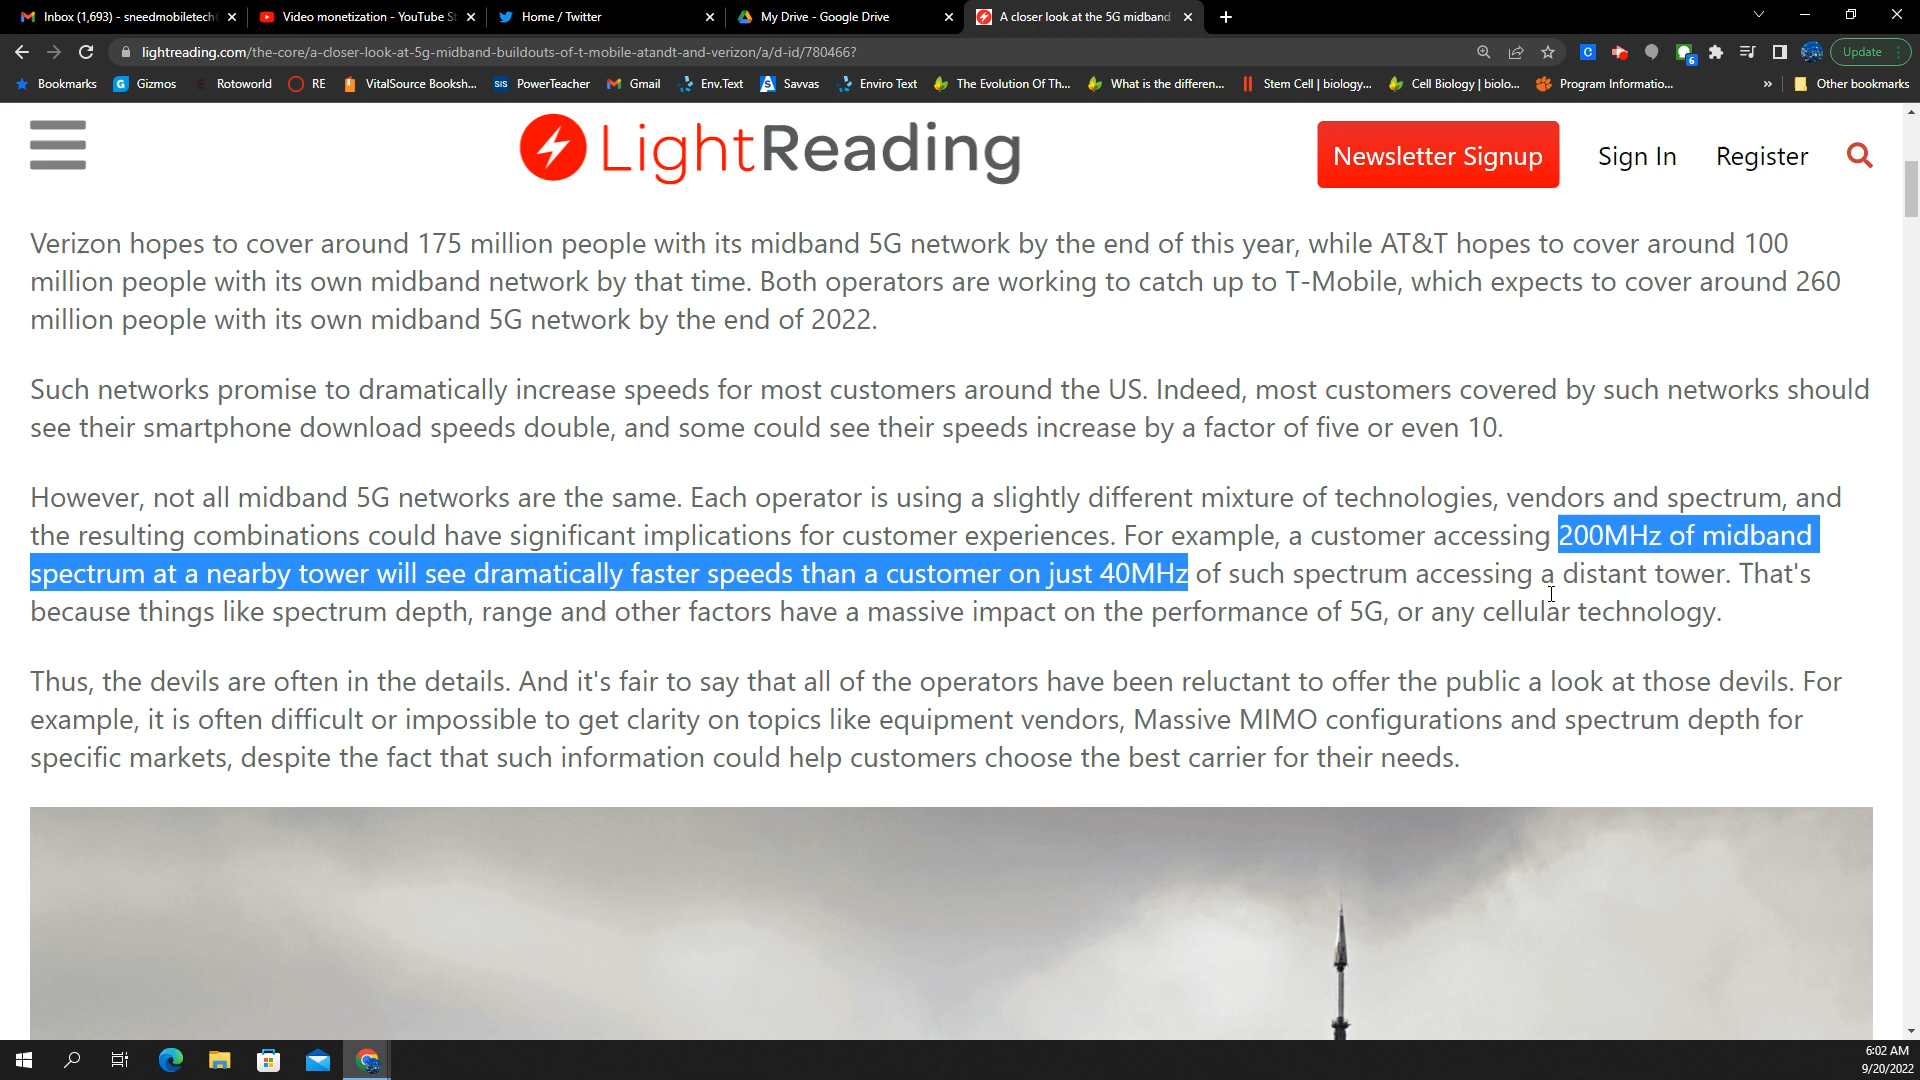 Inbox (1,693) - sneedmobiletech
Video monetization - YouTube S
Home / Twitter
My Drive - Google Drive
A closer look at the 5G midband
lightreading.com/the-core/a-closer-look-at-5g-midband-buildouts-of-t-mobile-atandt-and-verizon/a/d-id/780466?
6
Update
Bookmarks
Gizmos
Rotoworld
RE
VitalSource Booksh...
SIS PowerTeacher
Gmail
Env.Text
Savvas
Enviro Text
The Evolution Of Th...
What is the differen...
Stem Cell | biology...
Cell Biology | biolo...
Program Informatio...
»
Other bookmarks
LightReading
Newsletter Signup
Sign In
Register
Verizon hopes to cover around 175 million people with its midband 5G network by the end of this year, while AT&T hopes to cover around 100
million people with its own midband network by that time. Both operators are working to catch up to T-Mobile, which expects to cover around 260
million people with its own midband 5G network by the end of 2022.
Such networks promise to dramatically increase speeds for most customers around the US. Indeed, most customers covered by such networks should
see their smartphone download speeds double, and some could see their speeds increase by a factor of five or even 10.
However, not all midband 5G networks are the same. Each operator is using a slightly different mixture of technologies, vendors and spectrum, and
the resulting combinations could have significant implications for customer experiences. For example, a customer accessing 200MHz of midband
spectrum at a nearby tower will see dramatically faster speeds than a customer on just 40MHz of such spectrum accessing a distant tower. That's
because things like spectrum depth, range and other factors have a massive impact on the performance of 5G, or any cellular technology.
Thus, the devils are often in the details. And it's fair to say that all of the operators have been reluctant to offer the public a look at those devils. For
example, it is often difficult or impossible to get clarity on topics like equipment vendors, Massive MIMO configurations and spectrum depth for
specific markets, despite the fact that such information could help customers choose the best carrier for their needs.
6:02 AM
9/20/2022